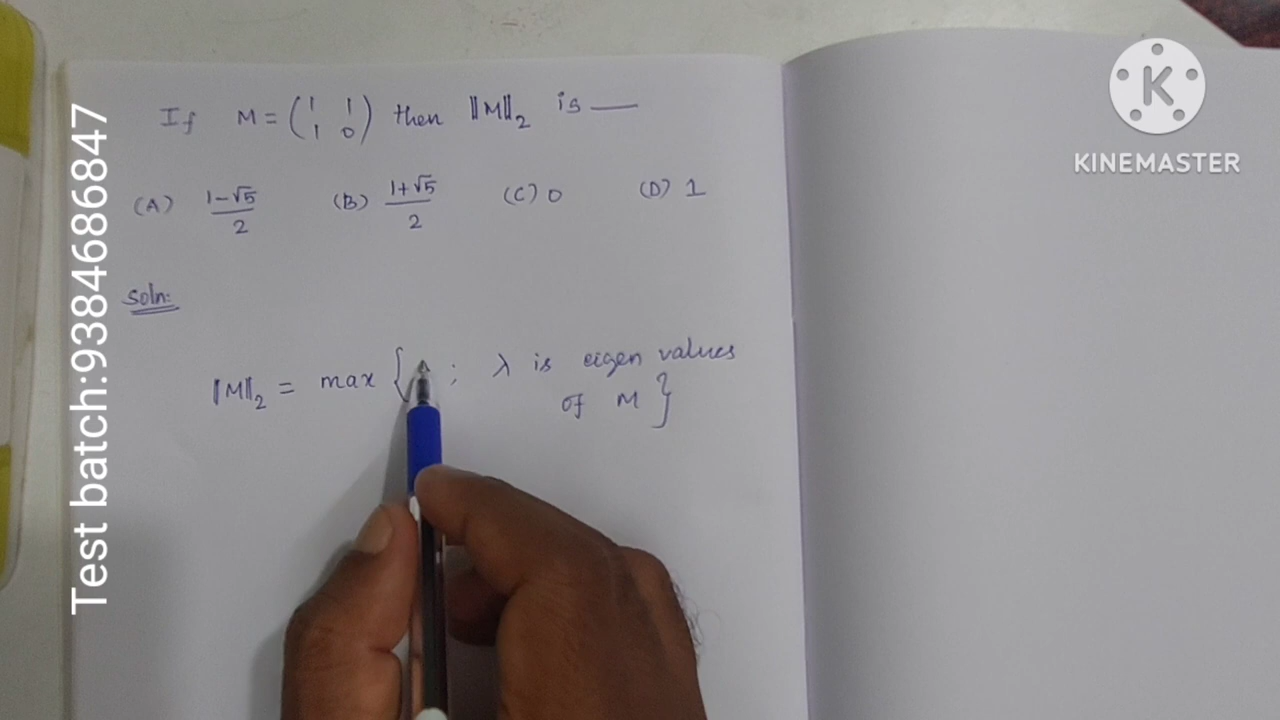 If M = ( 1 1 ) then ‖M‖₂ is ___
1 0
(A) 1-√5 / 2 (B) 1+√5 / 2 (C) 0 (D) 1
Soln:
‖M‖₂ = max { ; λ is eigen values
of M }
Test batch:9384686847
K
KINEMASTER